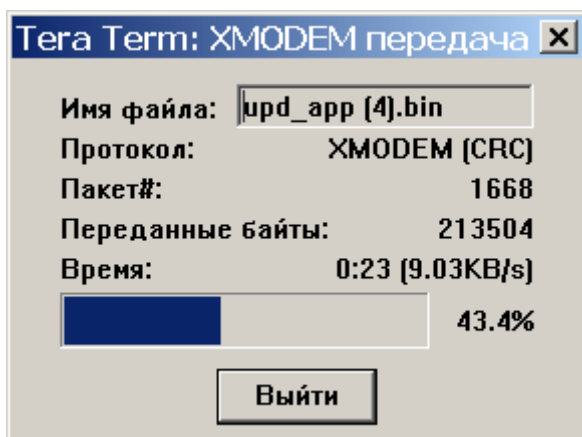 Tera Term: XMODEM передача
Имя файла: upd_app (4).bin
Протокол: XMODEM (CRC)
Пакет#: 1668
Переданные байты: 213504
Время: 0:23 (9.03KB/s)
43.4%
Выйти